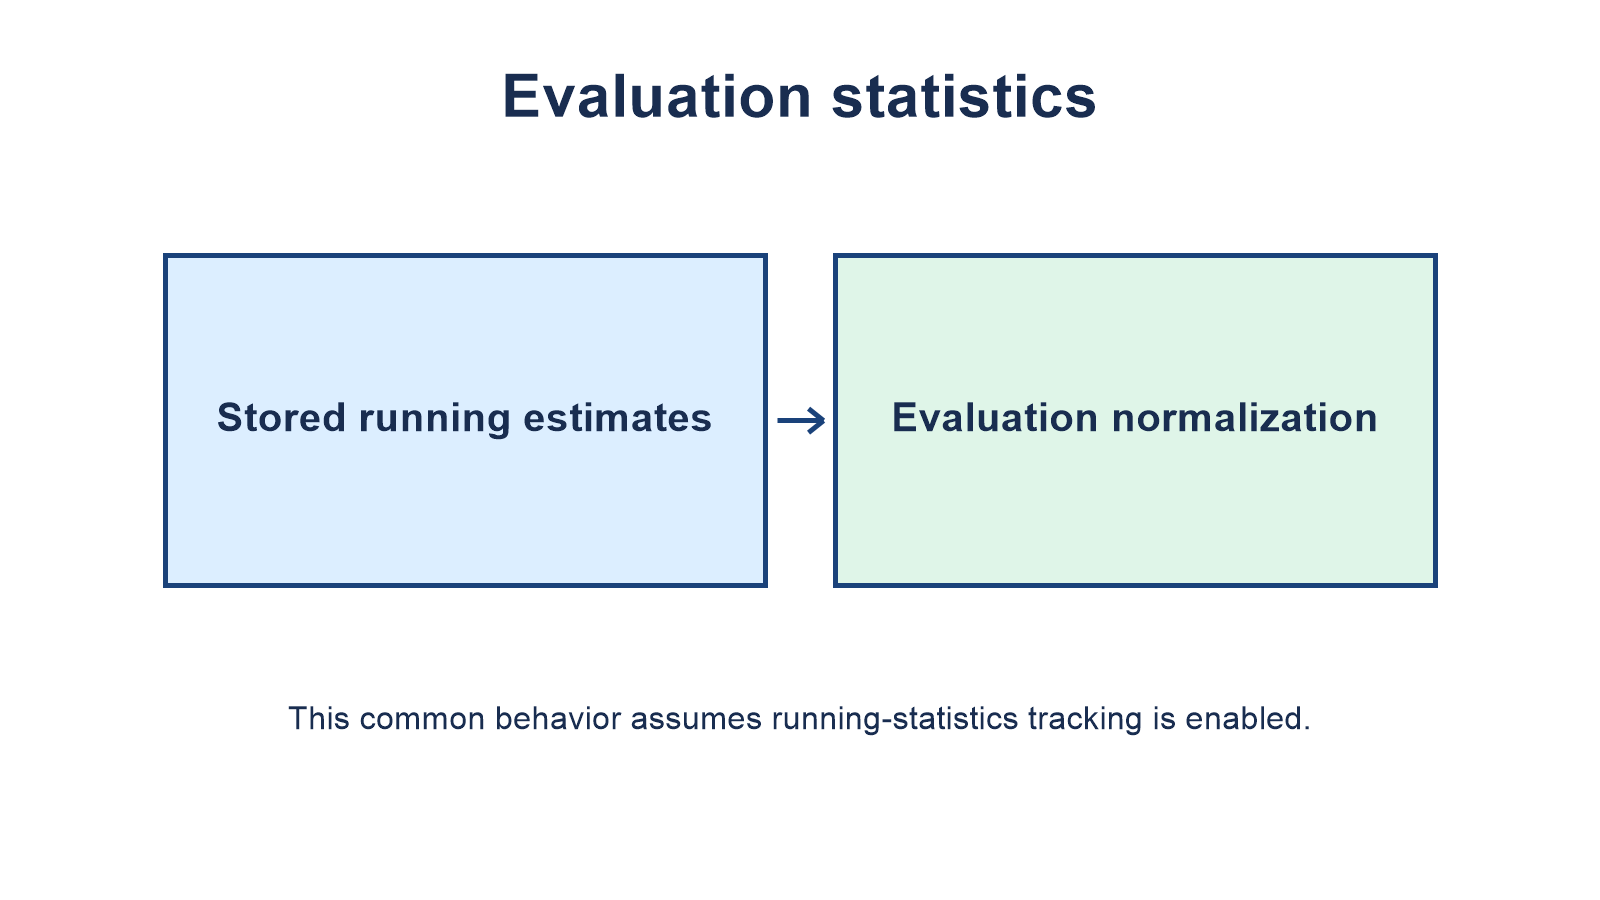 Evaluation statistics
Stored running estimates
Evaluation normalization
This common behavior assumes running-statistics tracking is enabled.